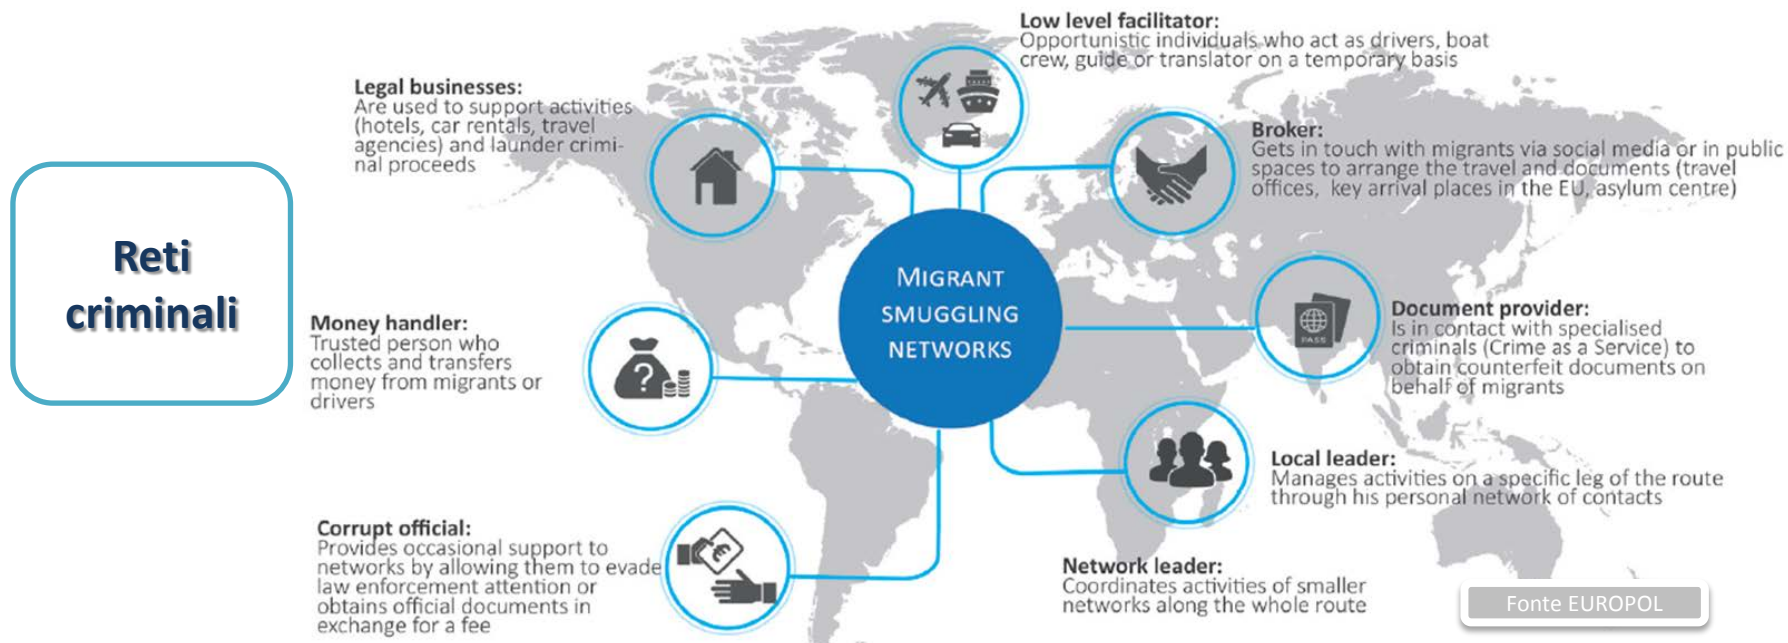 Reti
criminali
Legal businesses:
Are used to support activities
(hotels, car rentals, travel
agencies) and launder crimi-
nal proceeds
Money handler:
Trusted person who
collects and transfers
money from migrants or
drivers
Corrupt official:
Provides occasional support to
networks by allowing them to evade
law enforcement attention or
obtains official documents in
exchange for a fee
MIGRANT
SMUGGLING
NETWORKS
Low level facilitator:
Opportunistic individuals who act as drivers, boat
crew, guide or translator on a temporary basis
Broker:
Gets in touch with migrants via social media or in public
spaces to arrange the travel and documents (travel
offices, key arrival places in the EU, asylum centre)
PASS
Document provider:
Is in contact with specialised
criminals (Crime as a Service) to
obtain counterfeit documents on
behalf of migrants
Local leader:
Manages activities on a specific leg of the route
through his personal network of contacts
Network leader:
Coordinates activities of smaller
networks along the whole route
?
€
Fonte EUROPOL